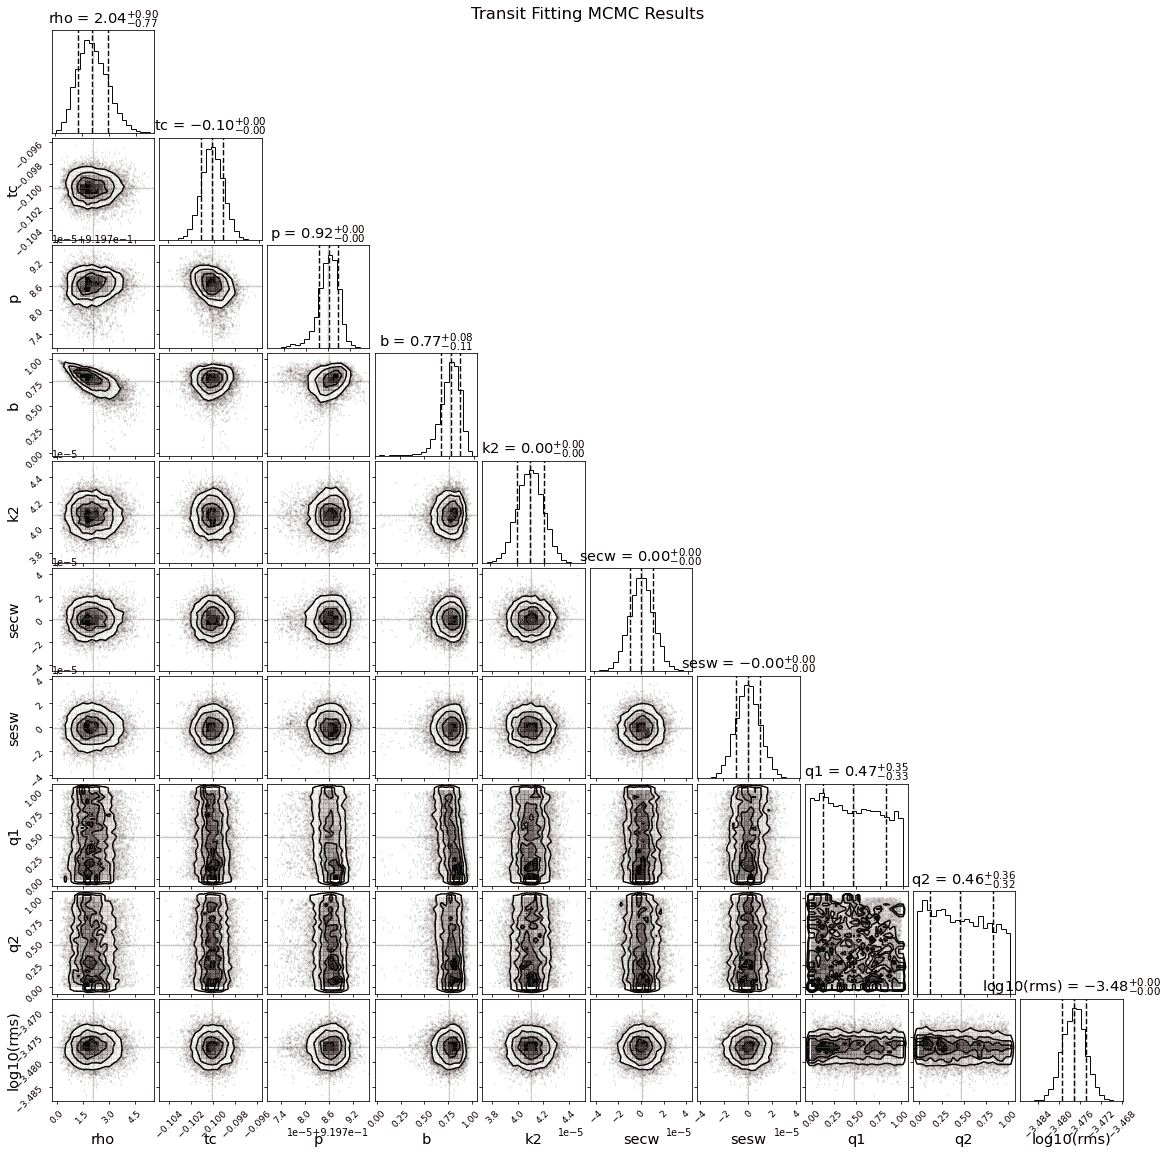 Transit Fitting MCMC Results
rho = 2.04+0.90−0.77
tc = −0.10+0.00−0.00
−0.096
−0.098
−0.100
−0.102
−0.104
tc
1e−5+9.197e−1
p = 0.92+0.00−0.00
9.2
8.6
8.0
7.4
p
b = 0.77+0.08−0.11
1.00
0.75
0.50
0.25
0.00
b
1e−5
k2 = 0.00+0.00−0.00
4.4
4.2
4.0
3.8
k2
1e−5
secw = 0.00+0.00−0.00
4
2
0
−2
−4
secw
1e−5
sesw = −0.00+0.00−0.00
4
2
0
−2
−4
sesw
q1 = 0.47+0.35−0.33
1.00
0.75
0.50
0.25
0.00
q1
q2 = 0.46+0.36−0.32
1.00
0.75
0.50
0.25
0.00
q2
log10(rms) = −3.48+0.00−0.00
−3.470
−3.475
−3.480
−3.485
log10(rms)
0.0 1.5 3.0 4.5
−0.104 −0.102 −0.100 −0.098 −0.096
7.4 8.0 8.6 9.2
0.00 0.25 0.50 0.75 1.00
3.8 4.0 4.2 4.4
−4 −2 0 2 4
−4 −2 0 2 4
0.00 0.25 0.50 0.75 1.00
0.00 0.25 0.50 0.75 1.00
−3.484 −3.480 −3.476 −3.472 −3.468
1e−5+9.197e−1 1e−5 1e−5 1e−5
rho tc p b k2 secw sesw q1 q2 log10(rms)